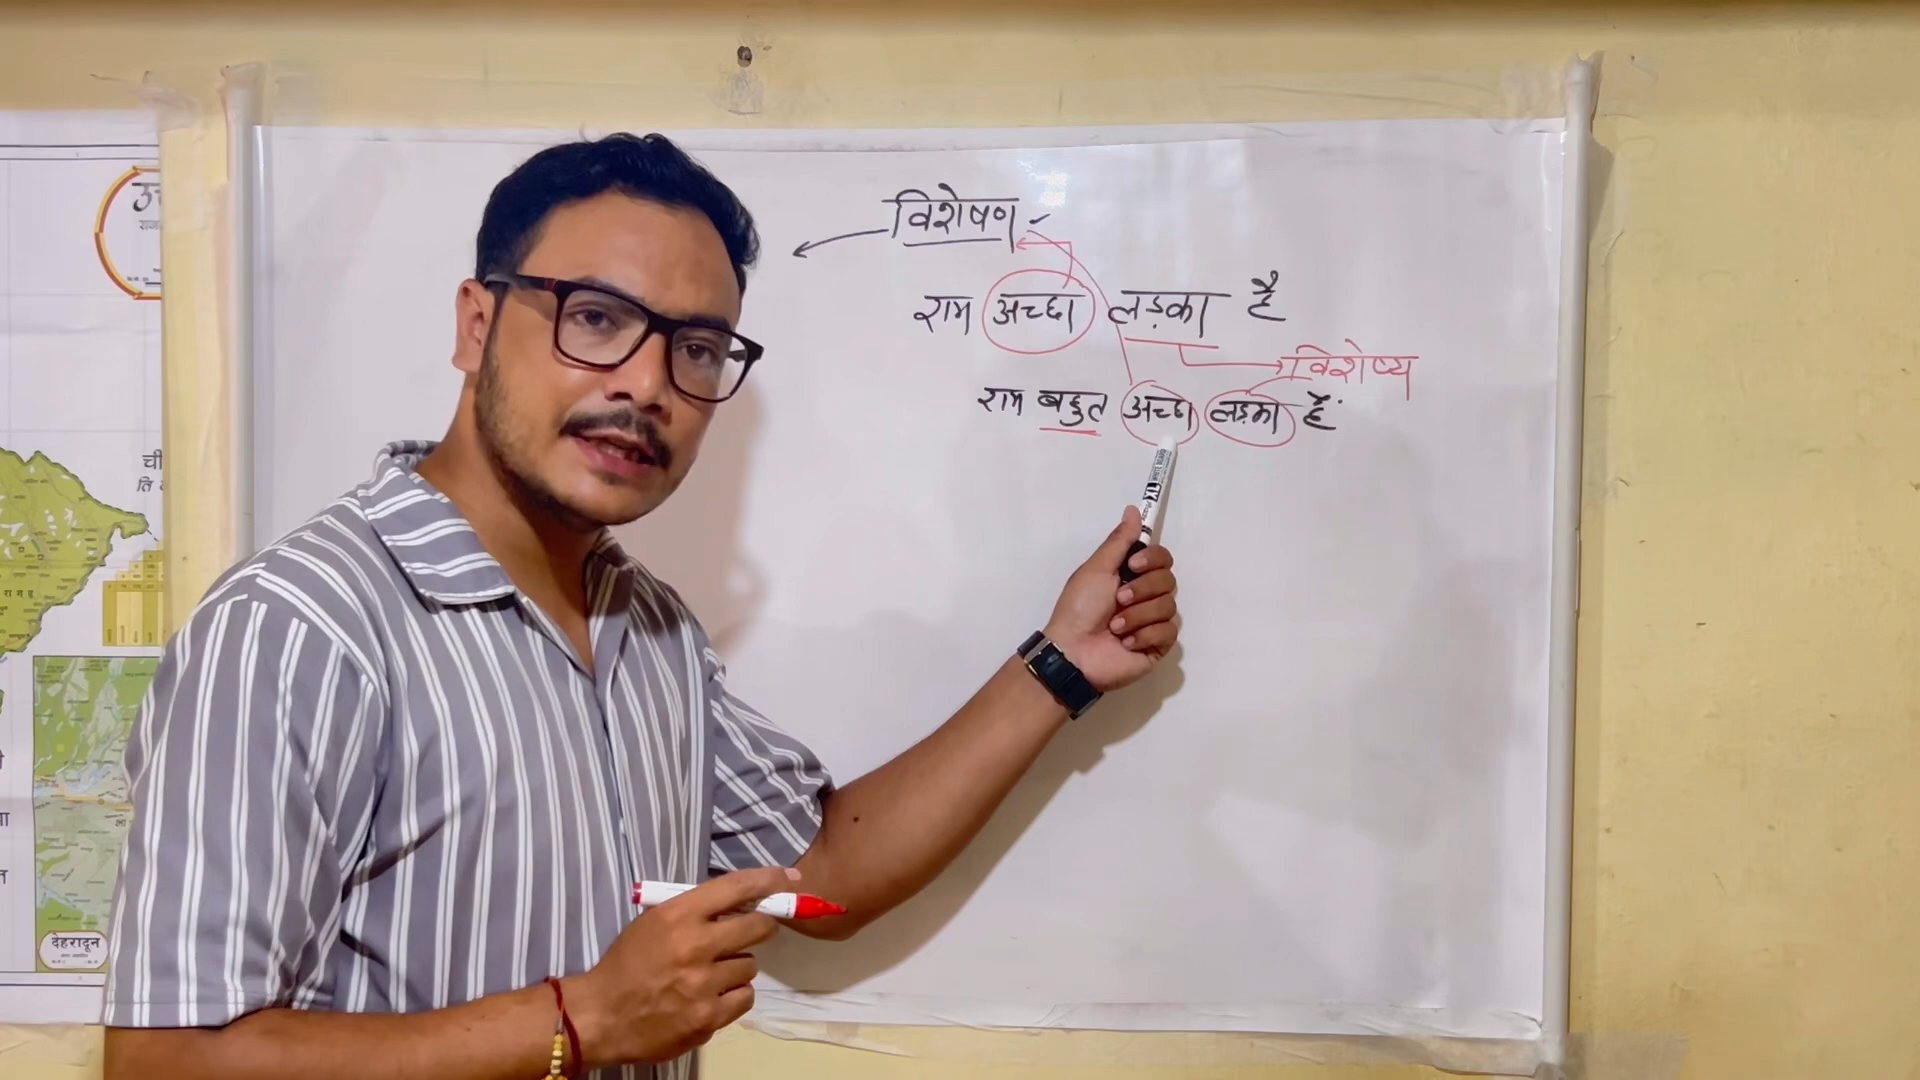 विशेषण
राम अच्छा लड़का है
विशेष्य
राम बहुत अच्छा लड़का है
देहरादून